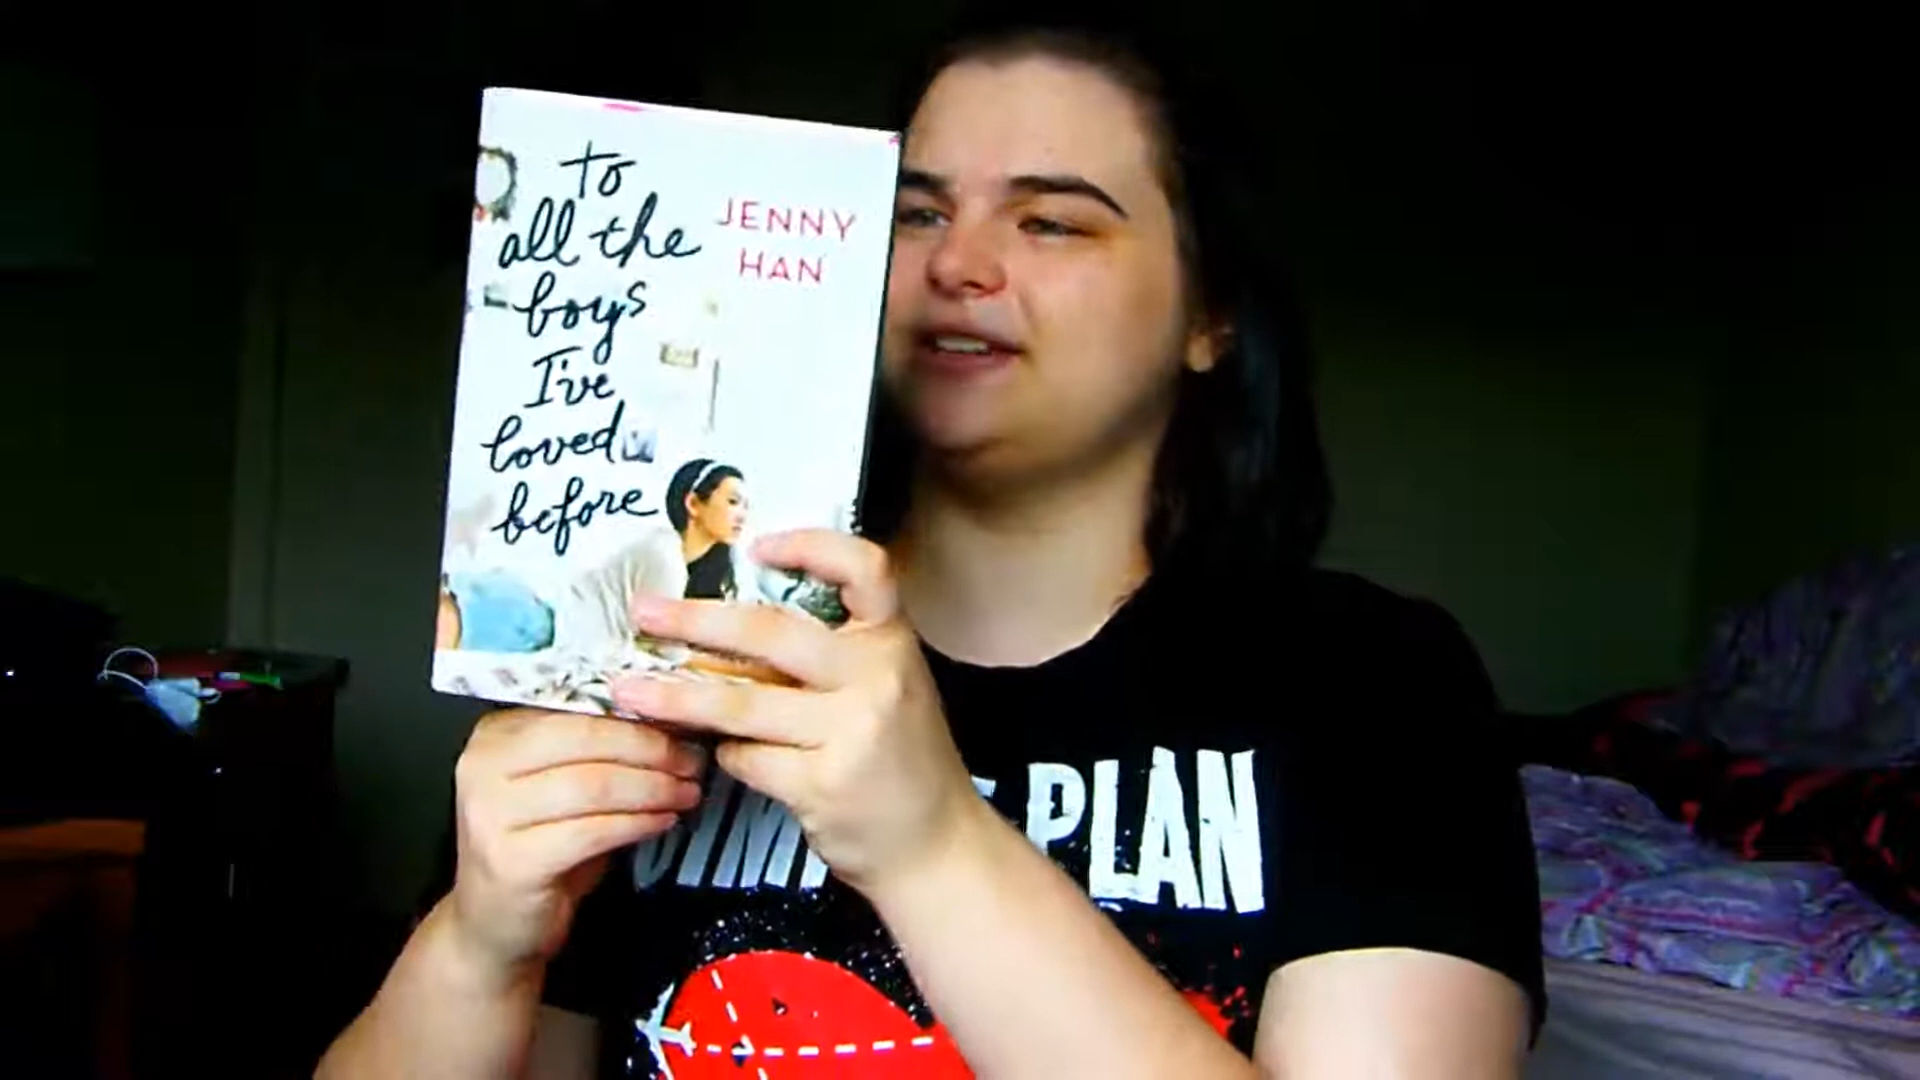 to
all the
boys
I've
loved
before
JENNY
HAN
PLAN